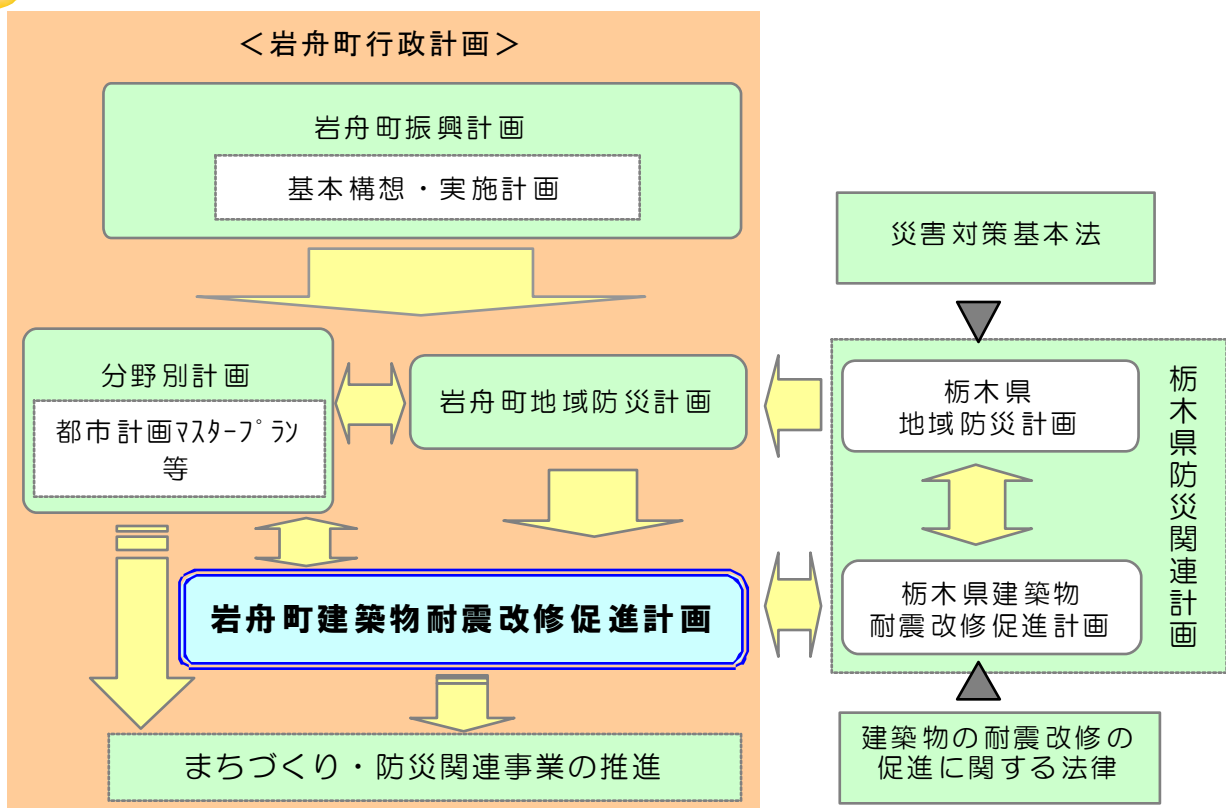 ＜岩舟町行政計画＞
岩舟町振興計画
基本構想・実施計画
災害対策基本法
分野別計画
都市計画ﾏｽﾀｰﾌﾟﾗﾝ
等
岩舟町地域防災計画
栃木県
地域防災計画
栃木県防災関連計画
岩舟町建築物耐震改修促進計画
栃木県建築物
耐震改修促進計画
まちづくり・防災関連事業の推進
建築物の耐震改修の
促進に関する法律